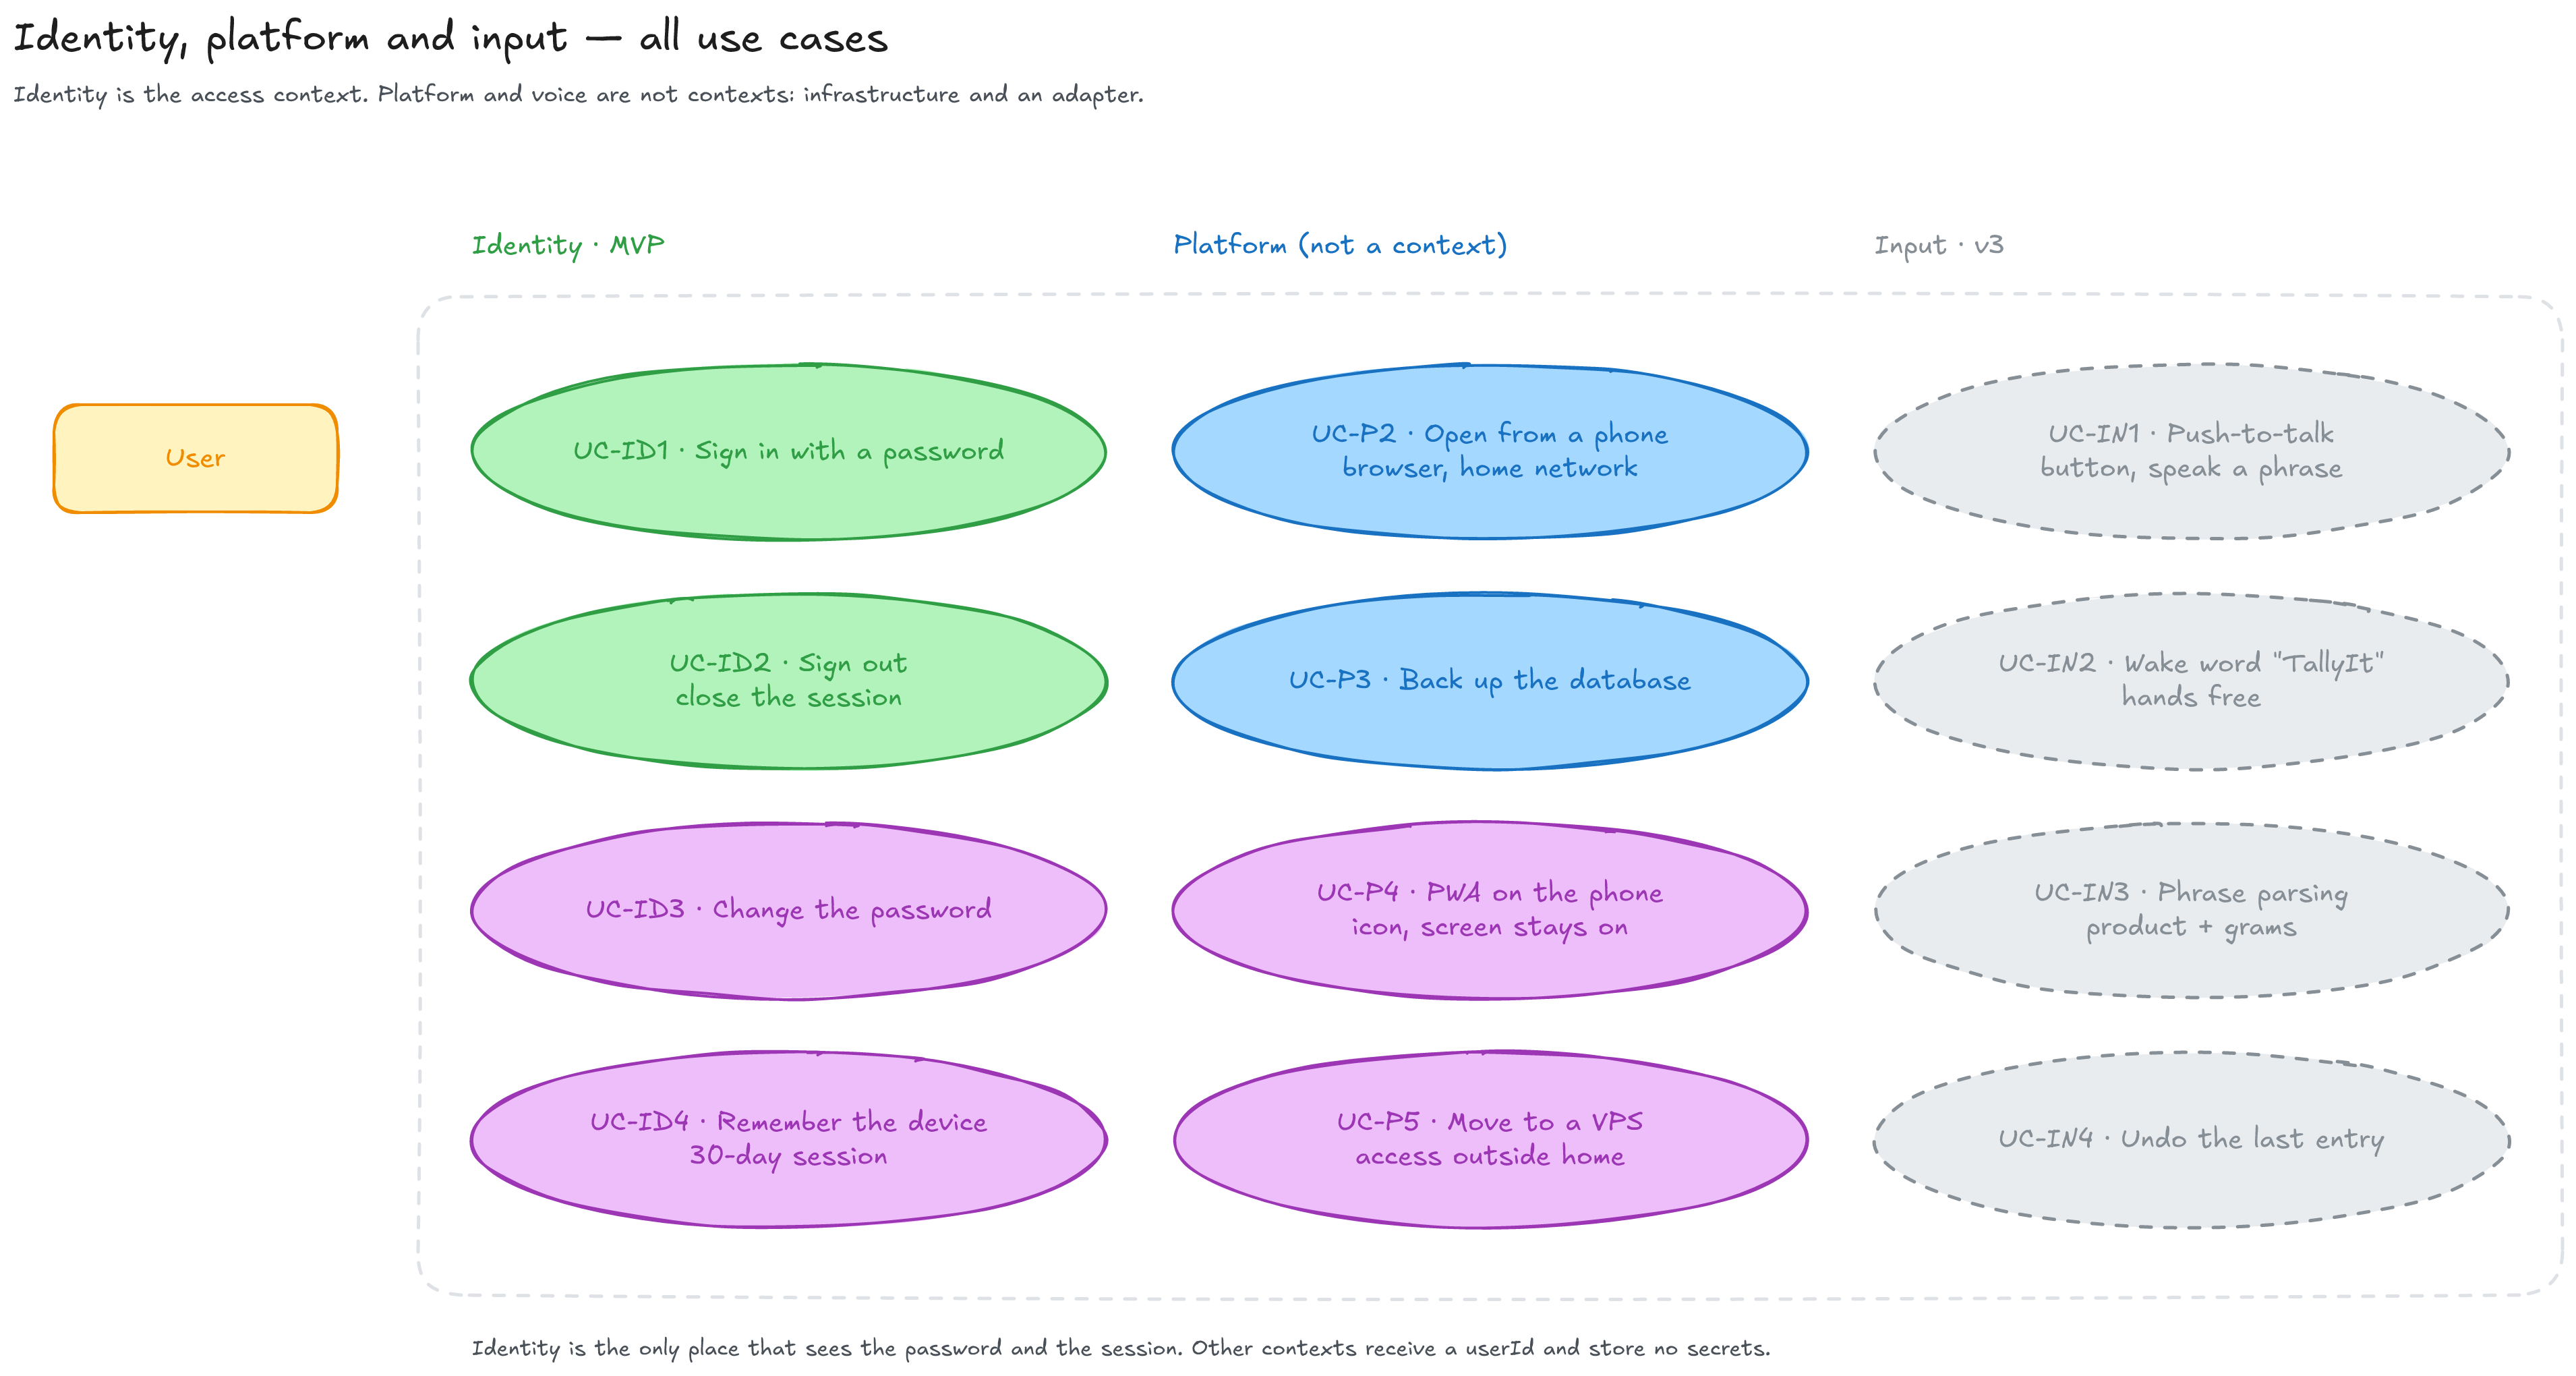 Identity, platform and input — all use cases
Identity is the access context. Platform and voice are not contexts: infrastructure and an adapter.
Identity · MVP
Platform (not a context)
Input · v3
User
UC-ID1 · Sign in with a password
UC-P2 · Open from a phone
browser, home network
UC-IN1 · Push-to-talk
button, speak a phrase
UC-ID2 · Sign out
close the session
UC-P3 · Back up the database
UC-IN2 · Wake word "TallyIt"
hands free
UC-ID3 · Change the password
UC-P4 · PWA on the phone
icon, screen stays on
UC-IN3 · Phrase parsing
product + grams
UC-ID4 · Remember the device
30-day session
UC-P5 · Move to a VPS
access outside home
UC-IN4 · Undo the last entry
Identity is the only place that sees the password and the session. Other contexts receive a userId and store no secrets.